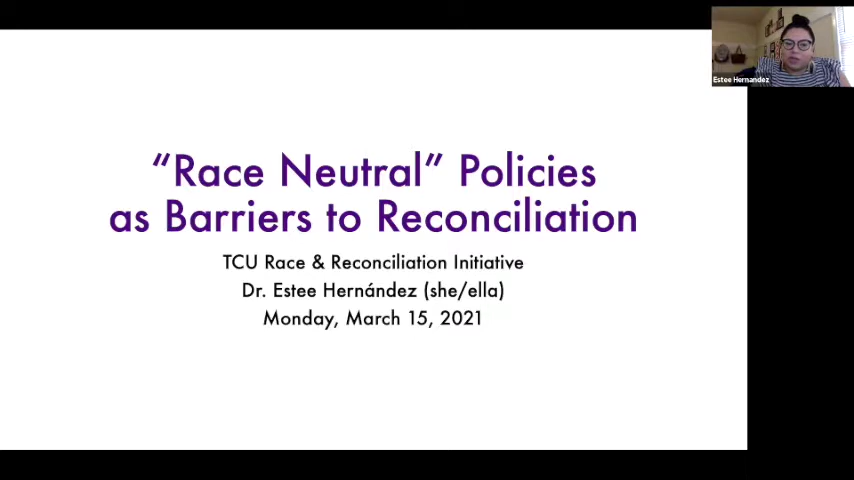 “Race Neutral” Policies
as Barriers to Reconciliation
TCU Race & Reconciliation Initiative
Dr. Estee Hernández (she/ella)
Monday, March 15, 2021
Estee Hernandez